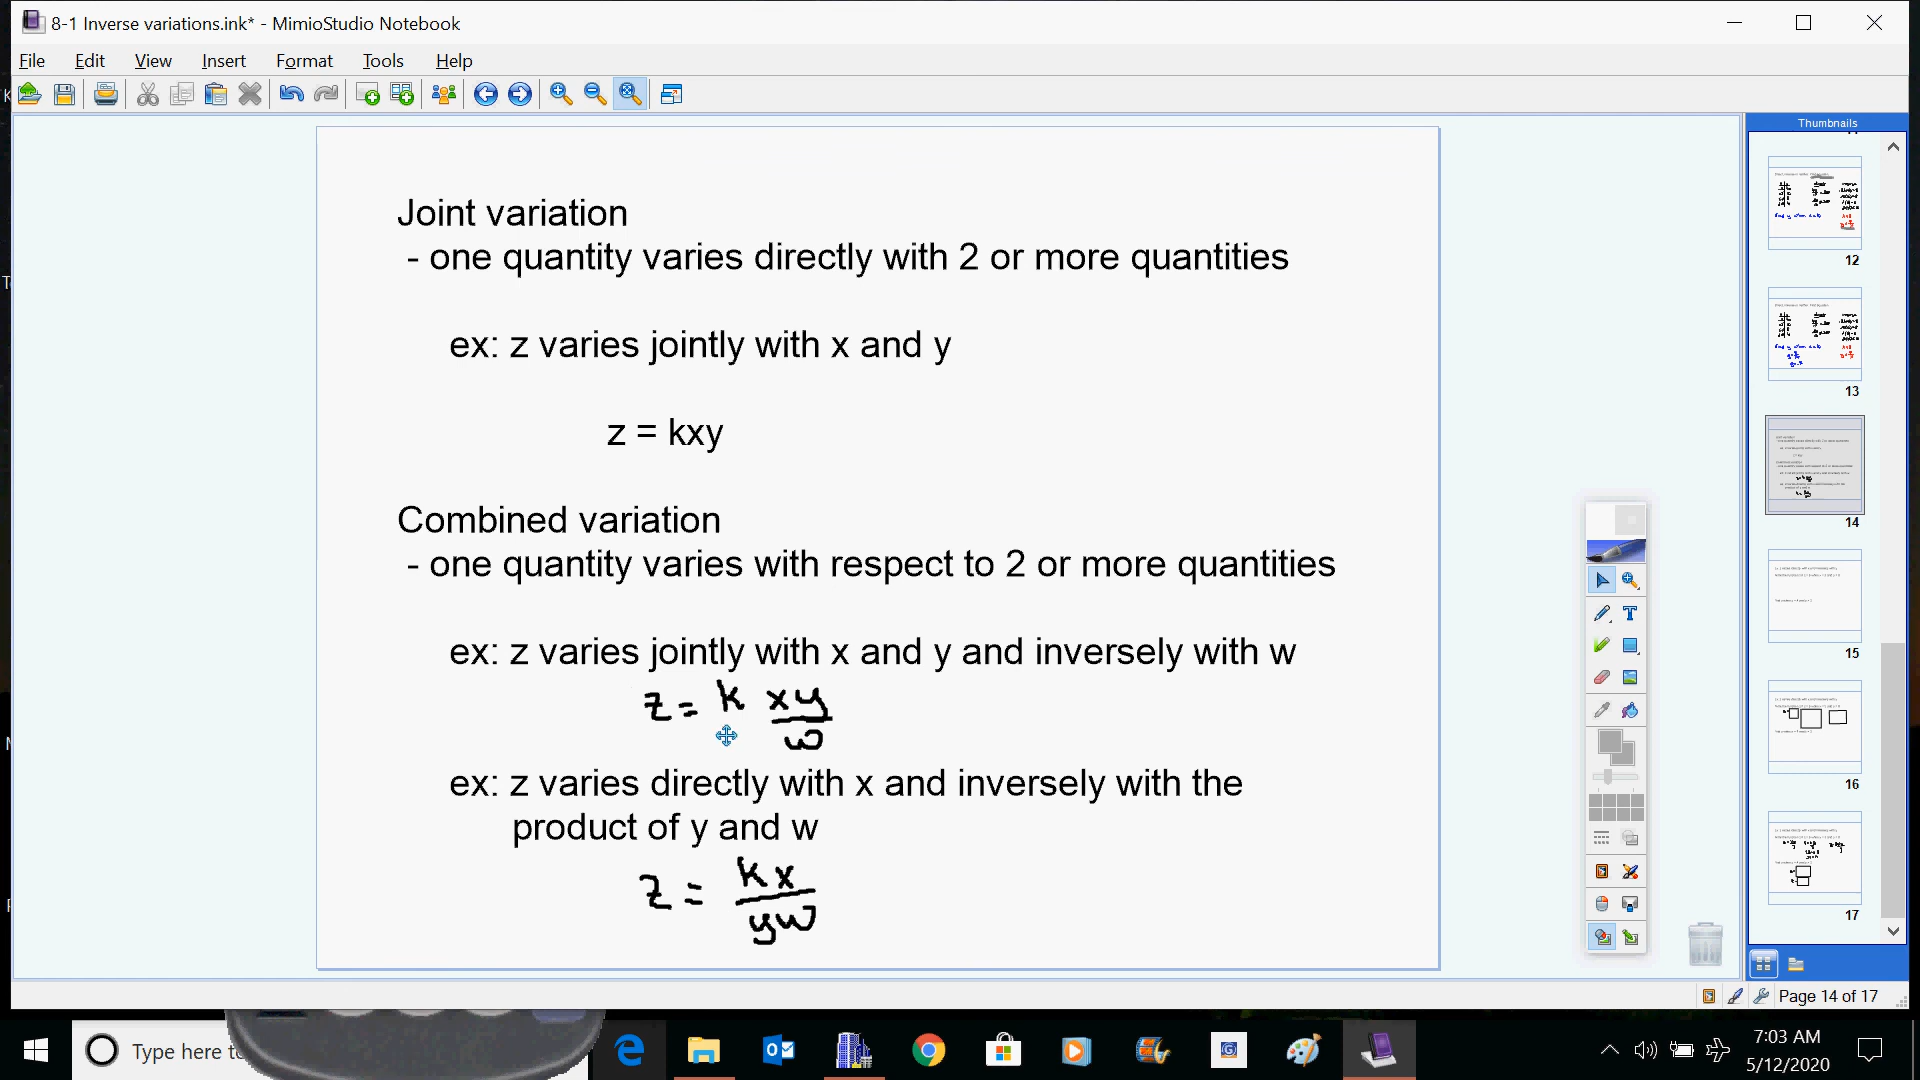 8-1 Inverse variations.ink* - MimioStudio Notebook
File Edit View Insert Format Tools Help
Thumbnails
Joint variation
- one quantity varies directly with 2 or more quantities
ex: z varies jointly with x and y
z = kxy
Combined variation
- one quantity varies with respect to 2 or more quantities
ex: z varies jointly with x and y and inversely with w
z = k xy
w
ex: z varies directly with x and inversely with the
product of y and w
z = kx
yw
12
13
14
15
16
17
Page 14 of 17
Type here to
7:03 AM
5/12/2020